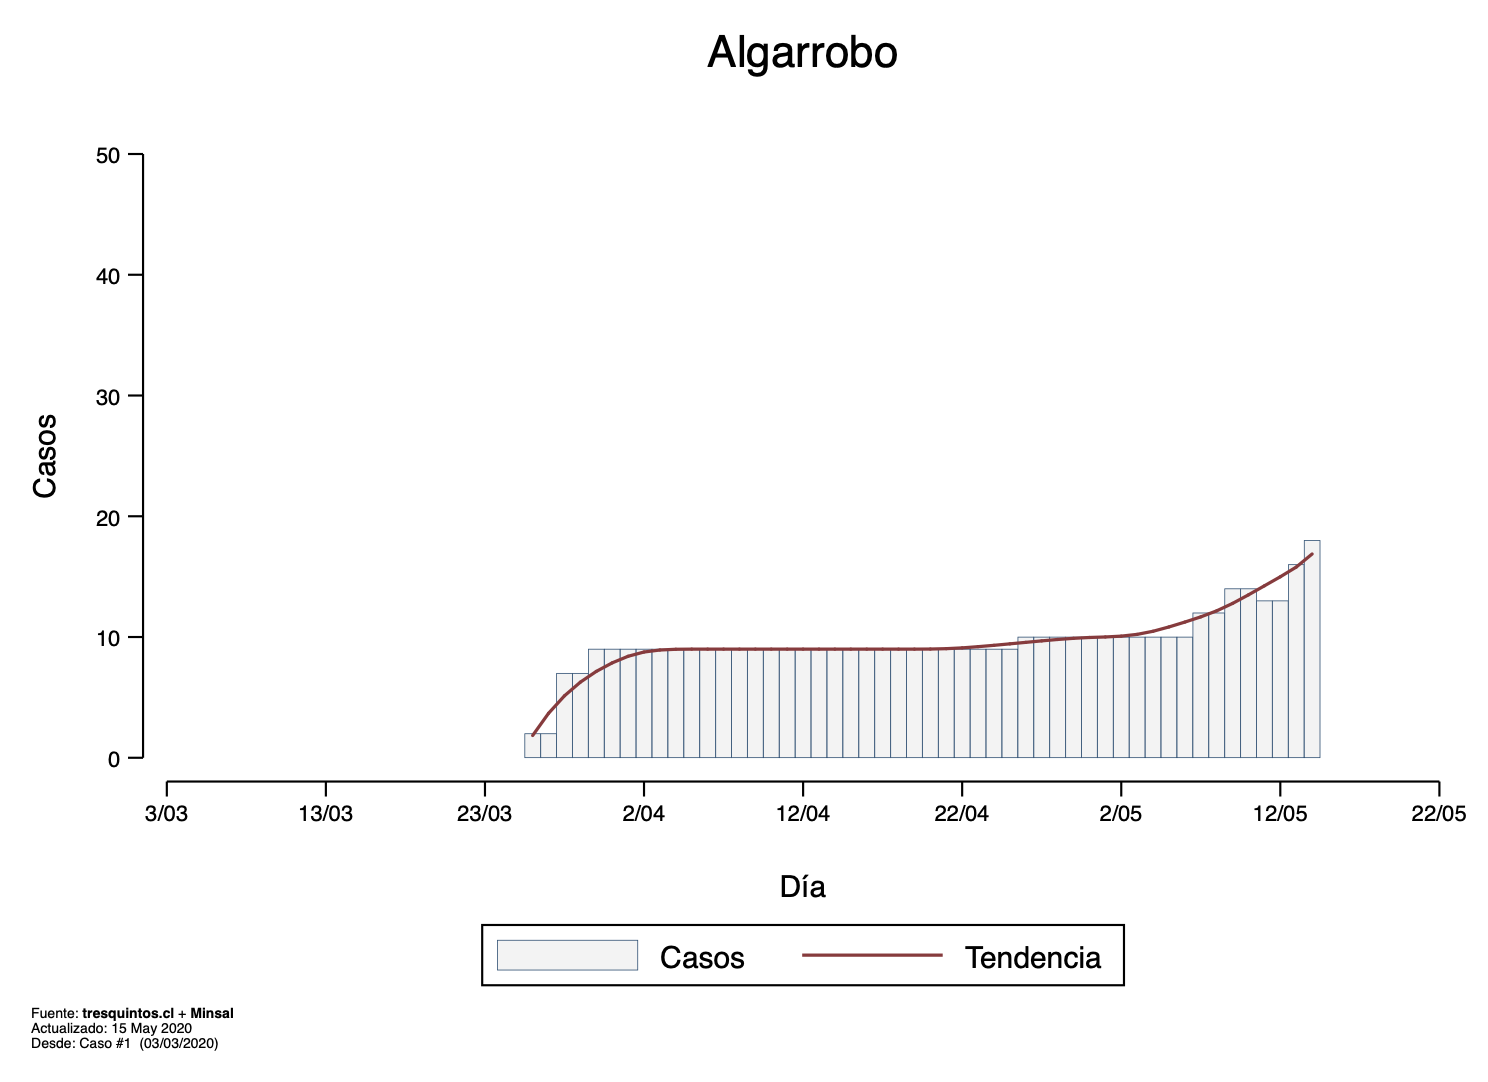 Algarrobo
50
40
30
20
10
0
Casos
3/03 13/03 23/03 2/04 12/04 22/04 2/05 12/05 22/05
Día
Casos Tendencia
Fuente: tresquintos.cl + Minsal
Actualizado: 15 May 2020
Desde: Caso #1 (03/03/2020)